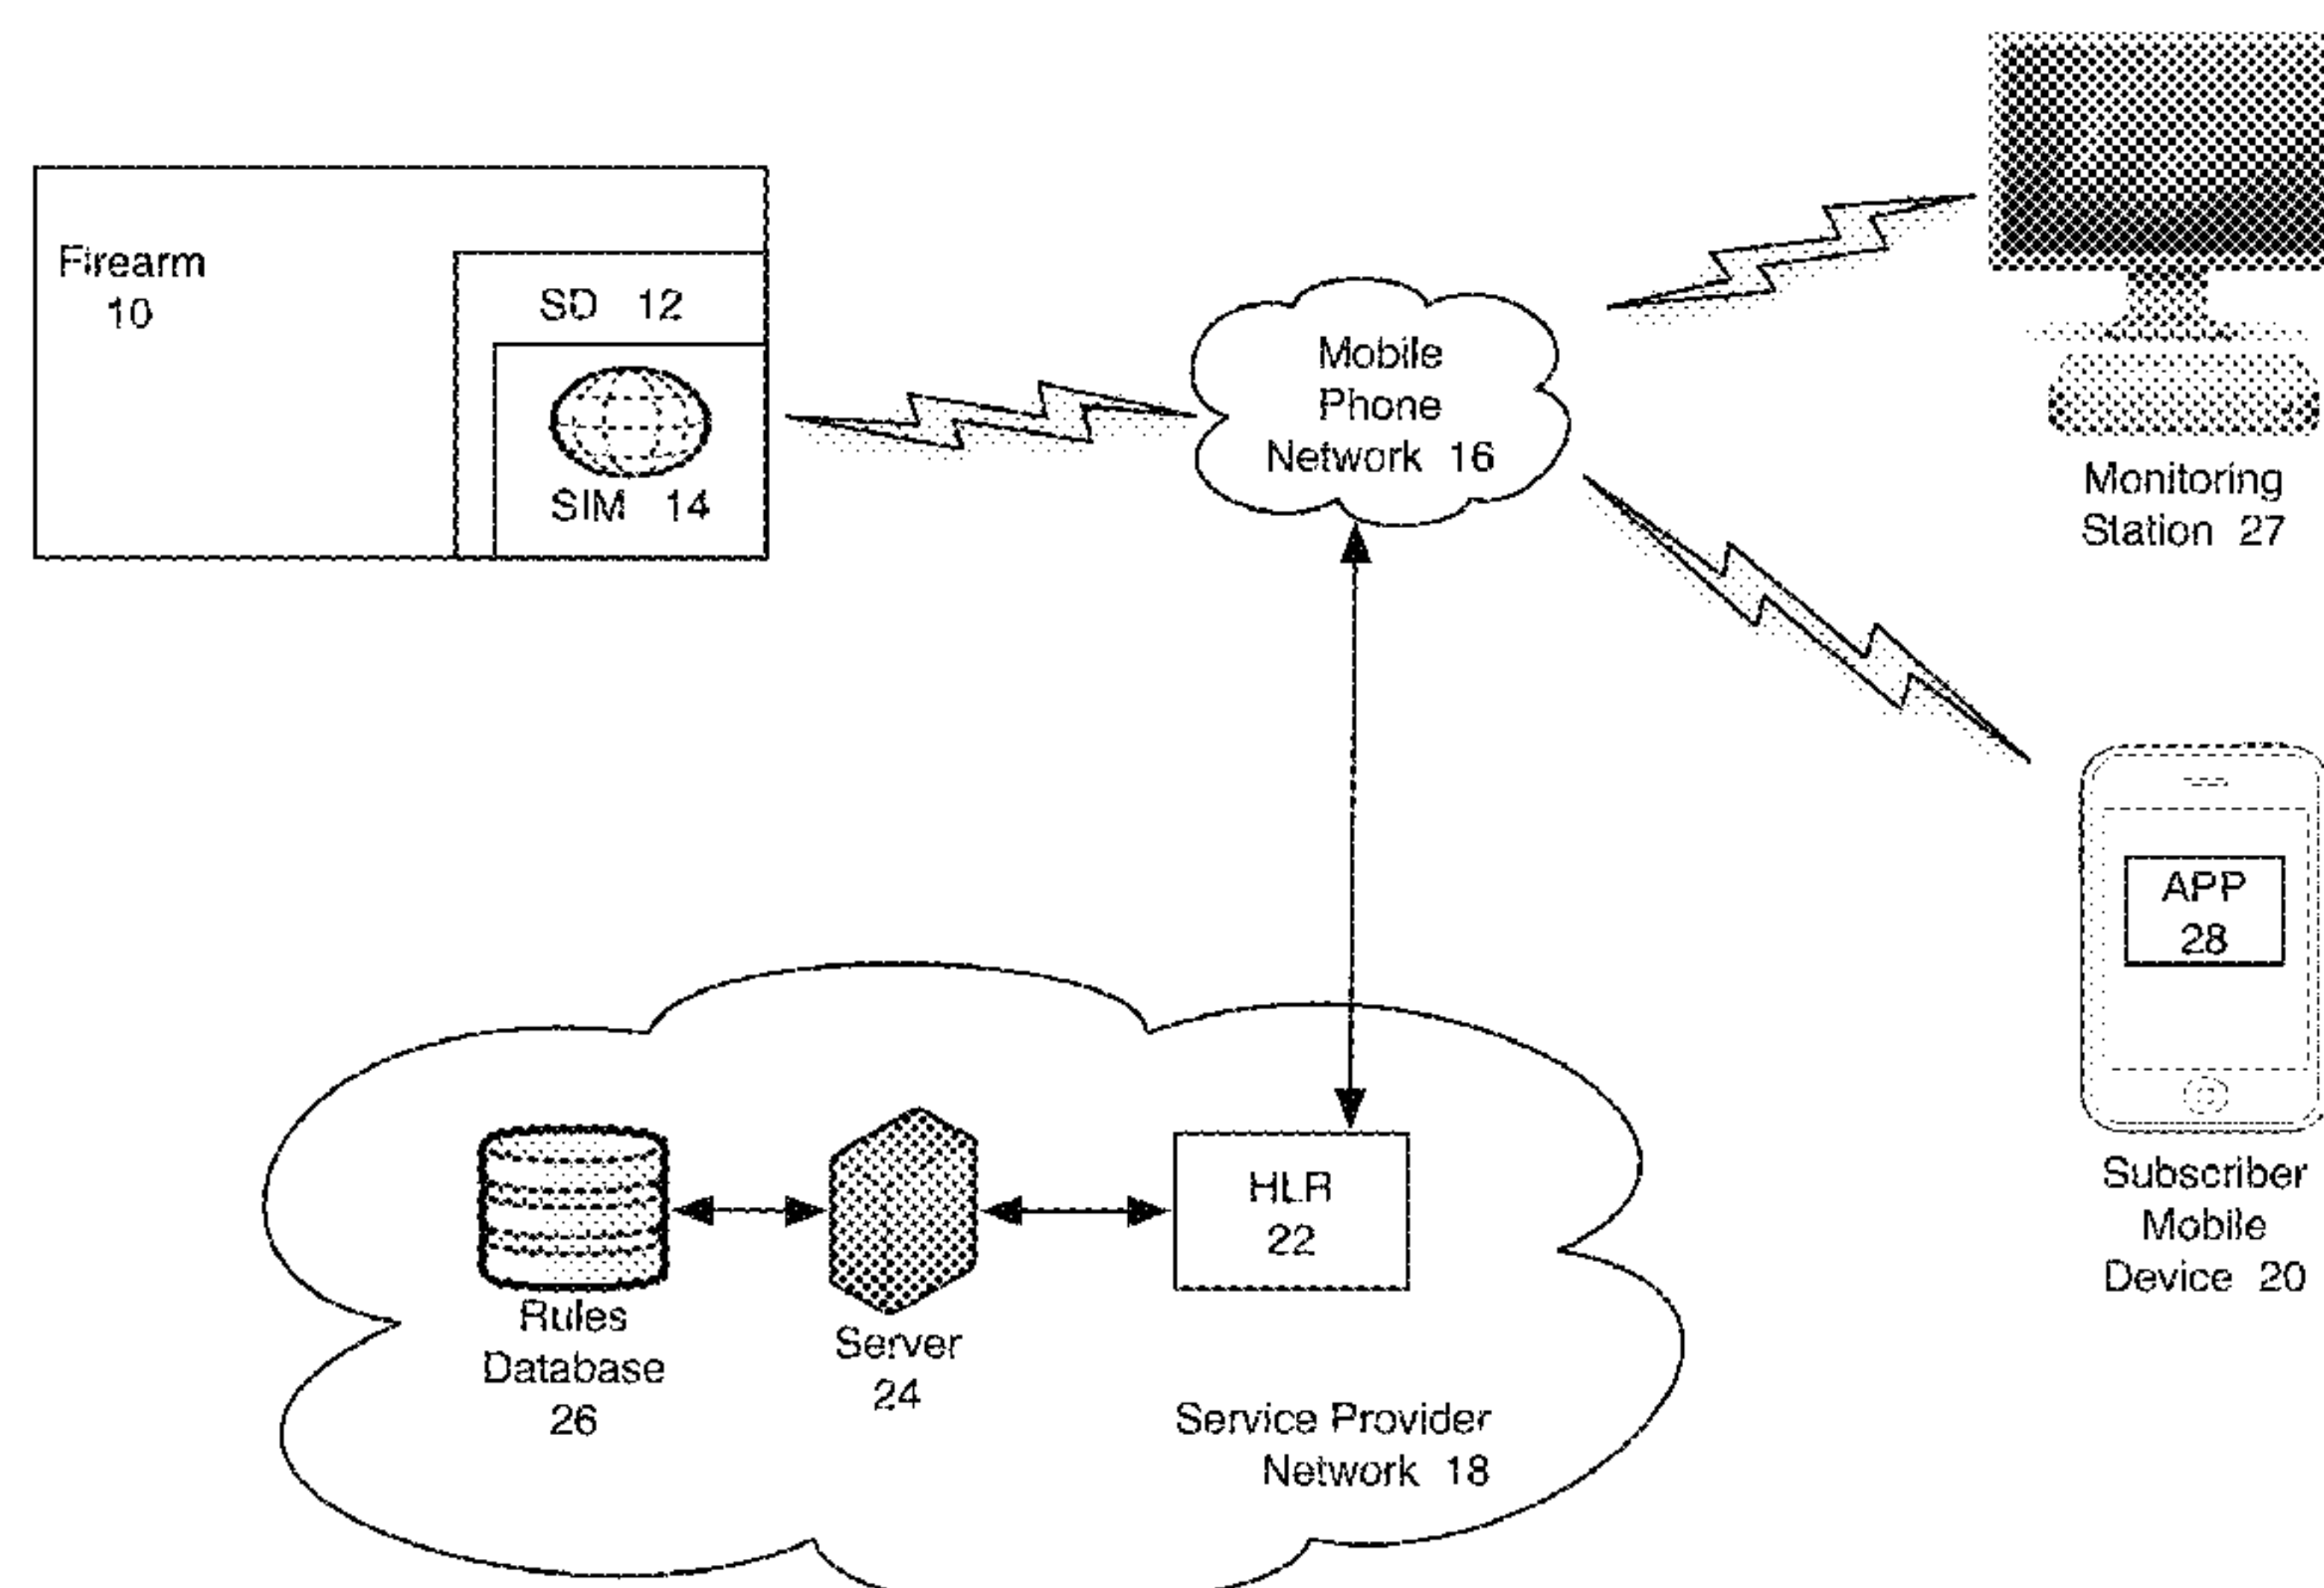 Firearm
10
SD 12
SIM 14
Mobile
Phone
Network 16
Monitoring
Station 27
APP
28
Subscriber
Mobile
Device 20
HLR
22
Rules
Database
26
Server
24
Service Provider
Network 18